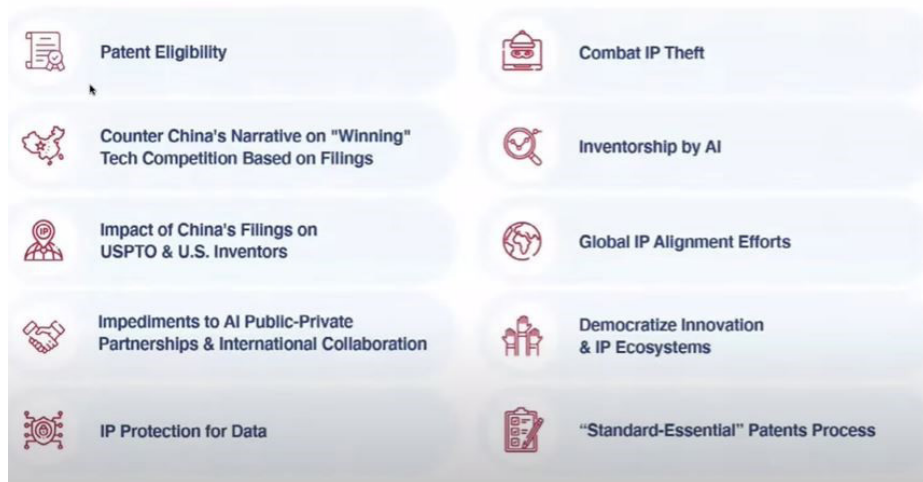 Patent Eligibility
Counter China's Narrative on "Winning"
Tech Competition Based on Filings
IP
Impact of China's Filings on
USPTO & U.S. Inventors
Impediments to AI Public-Private
Partnerships & International Collaboration
IP Protection for Data
Combat IP Theft
Inventorship by AI
Global IP Alignment Efforts
Democratize Innovation
& IP Ecosystems
“Standard-Essential” Patents Process